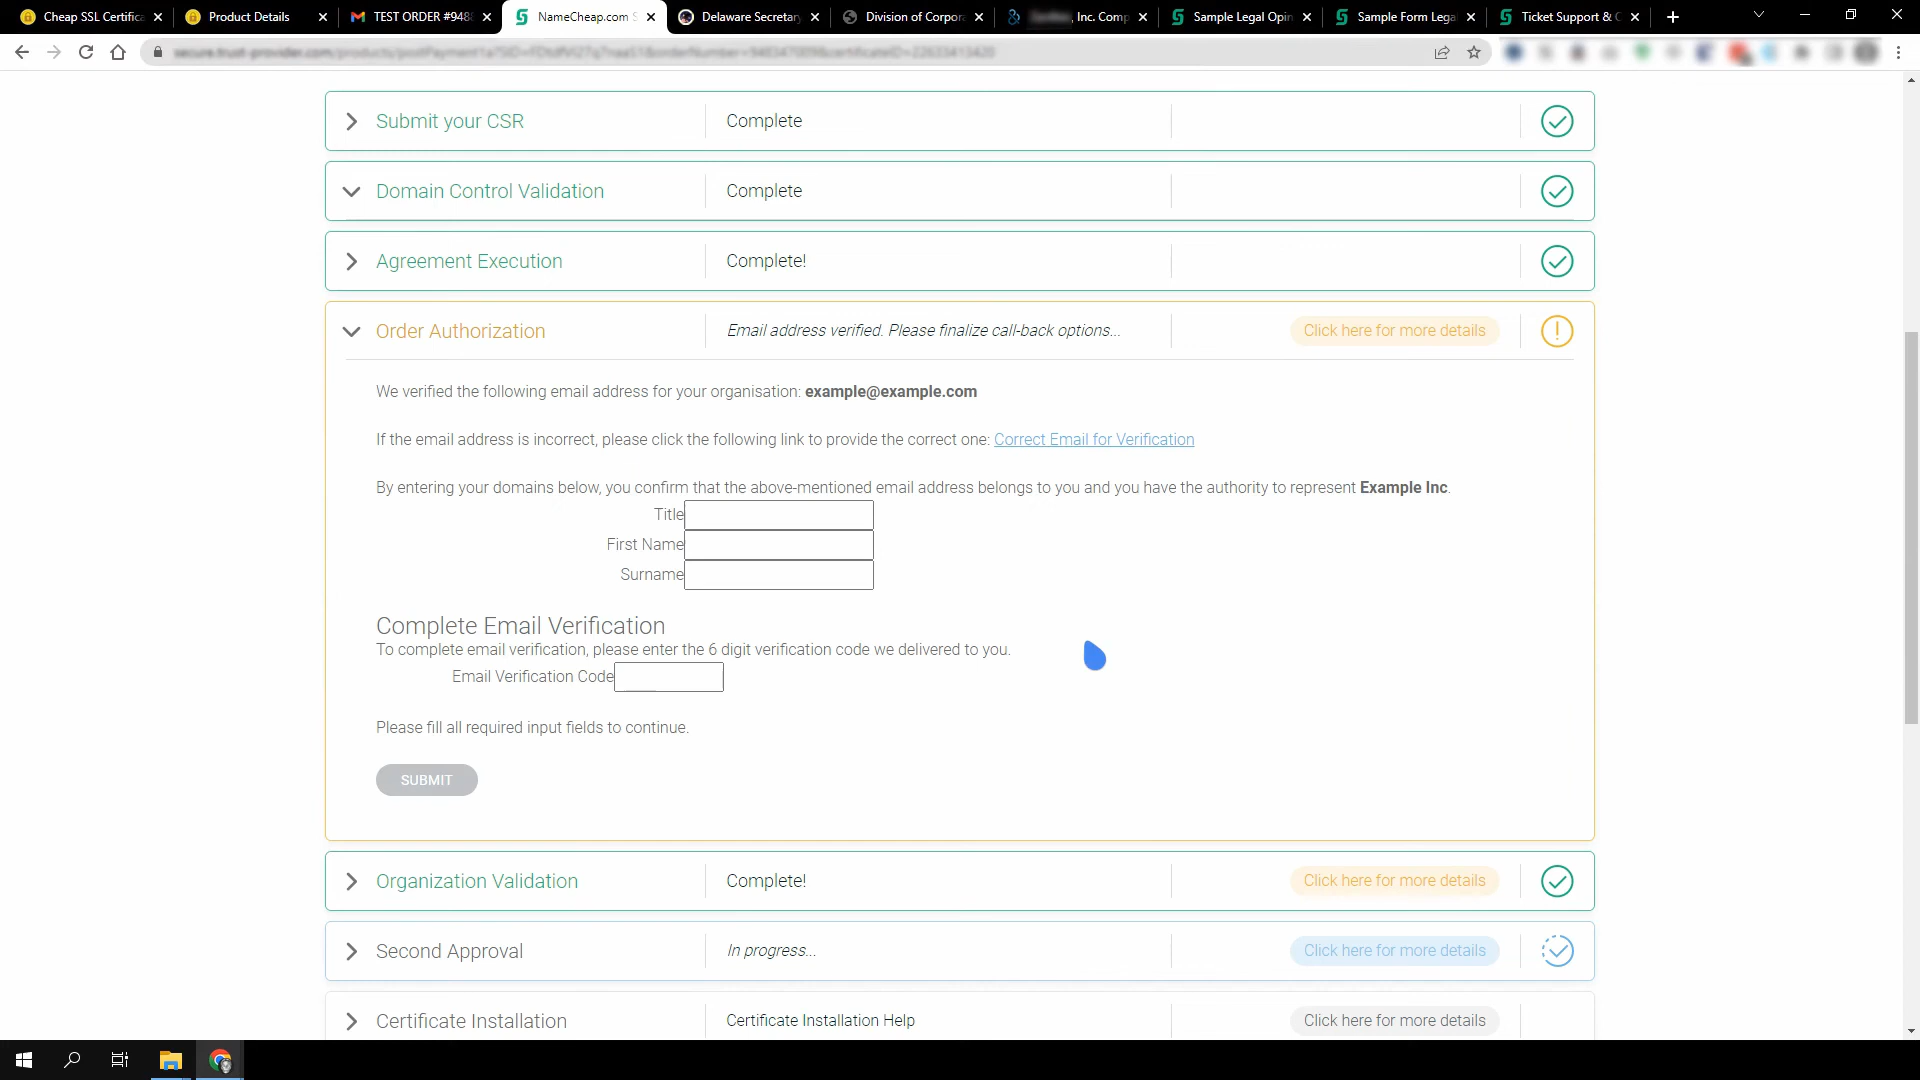 Cheap SSL Certifica
Product Details
TEST ORDER #948
NameCheap.com S
Delaware Secretary
Division of Corpora
, Inc. Comp
Sample Legal Opin
Sample Form Lega
Ticket Support & C
Submit your CSR
Complete
Domain Control Validation
Complete
Agreement Execution
Complete!
Order Authorization
Email address verified. Please finalize call-back options...
Click here for more details
We verified the following email address for your organisation: example@example.com
If the email address is incorrect, please click the following link to provide the correct one: Correct Email for Verification
By entering your domains below, you confirm that the above-mentioned email address belongs to you and you have the authority to represent Example Inc.
Title
First Name
Surname
Complete Email Verification
To complete email verification, please enter the 6 digit verification code we delivered to you.
Email Verification Code
Please fill all required input fields to continue.
SUBMIT
Organization Validation
Complete!
Click here for more details
Second Approval
In progress...
Click here for more details
Certificate Installation
Certificate Installation Help
Click here for more details